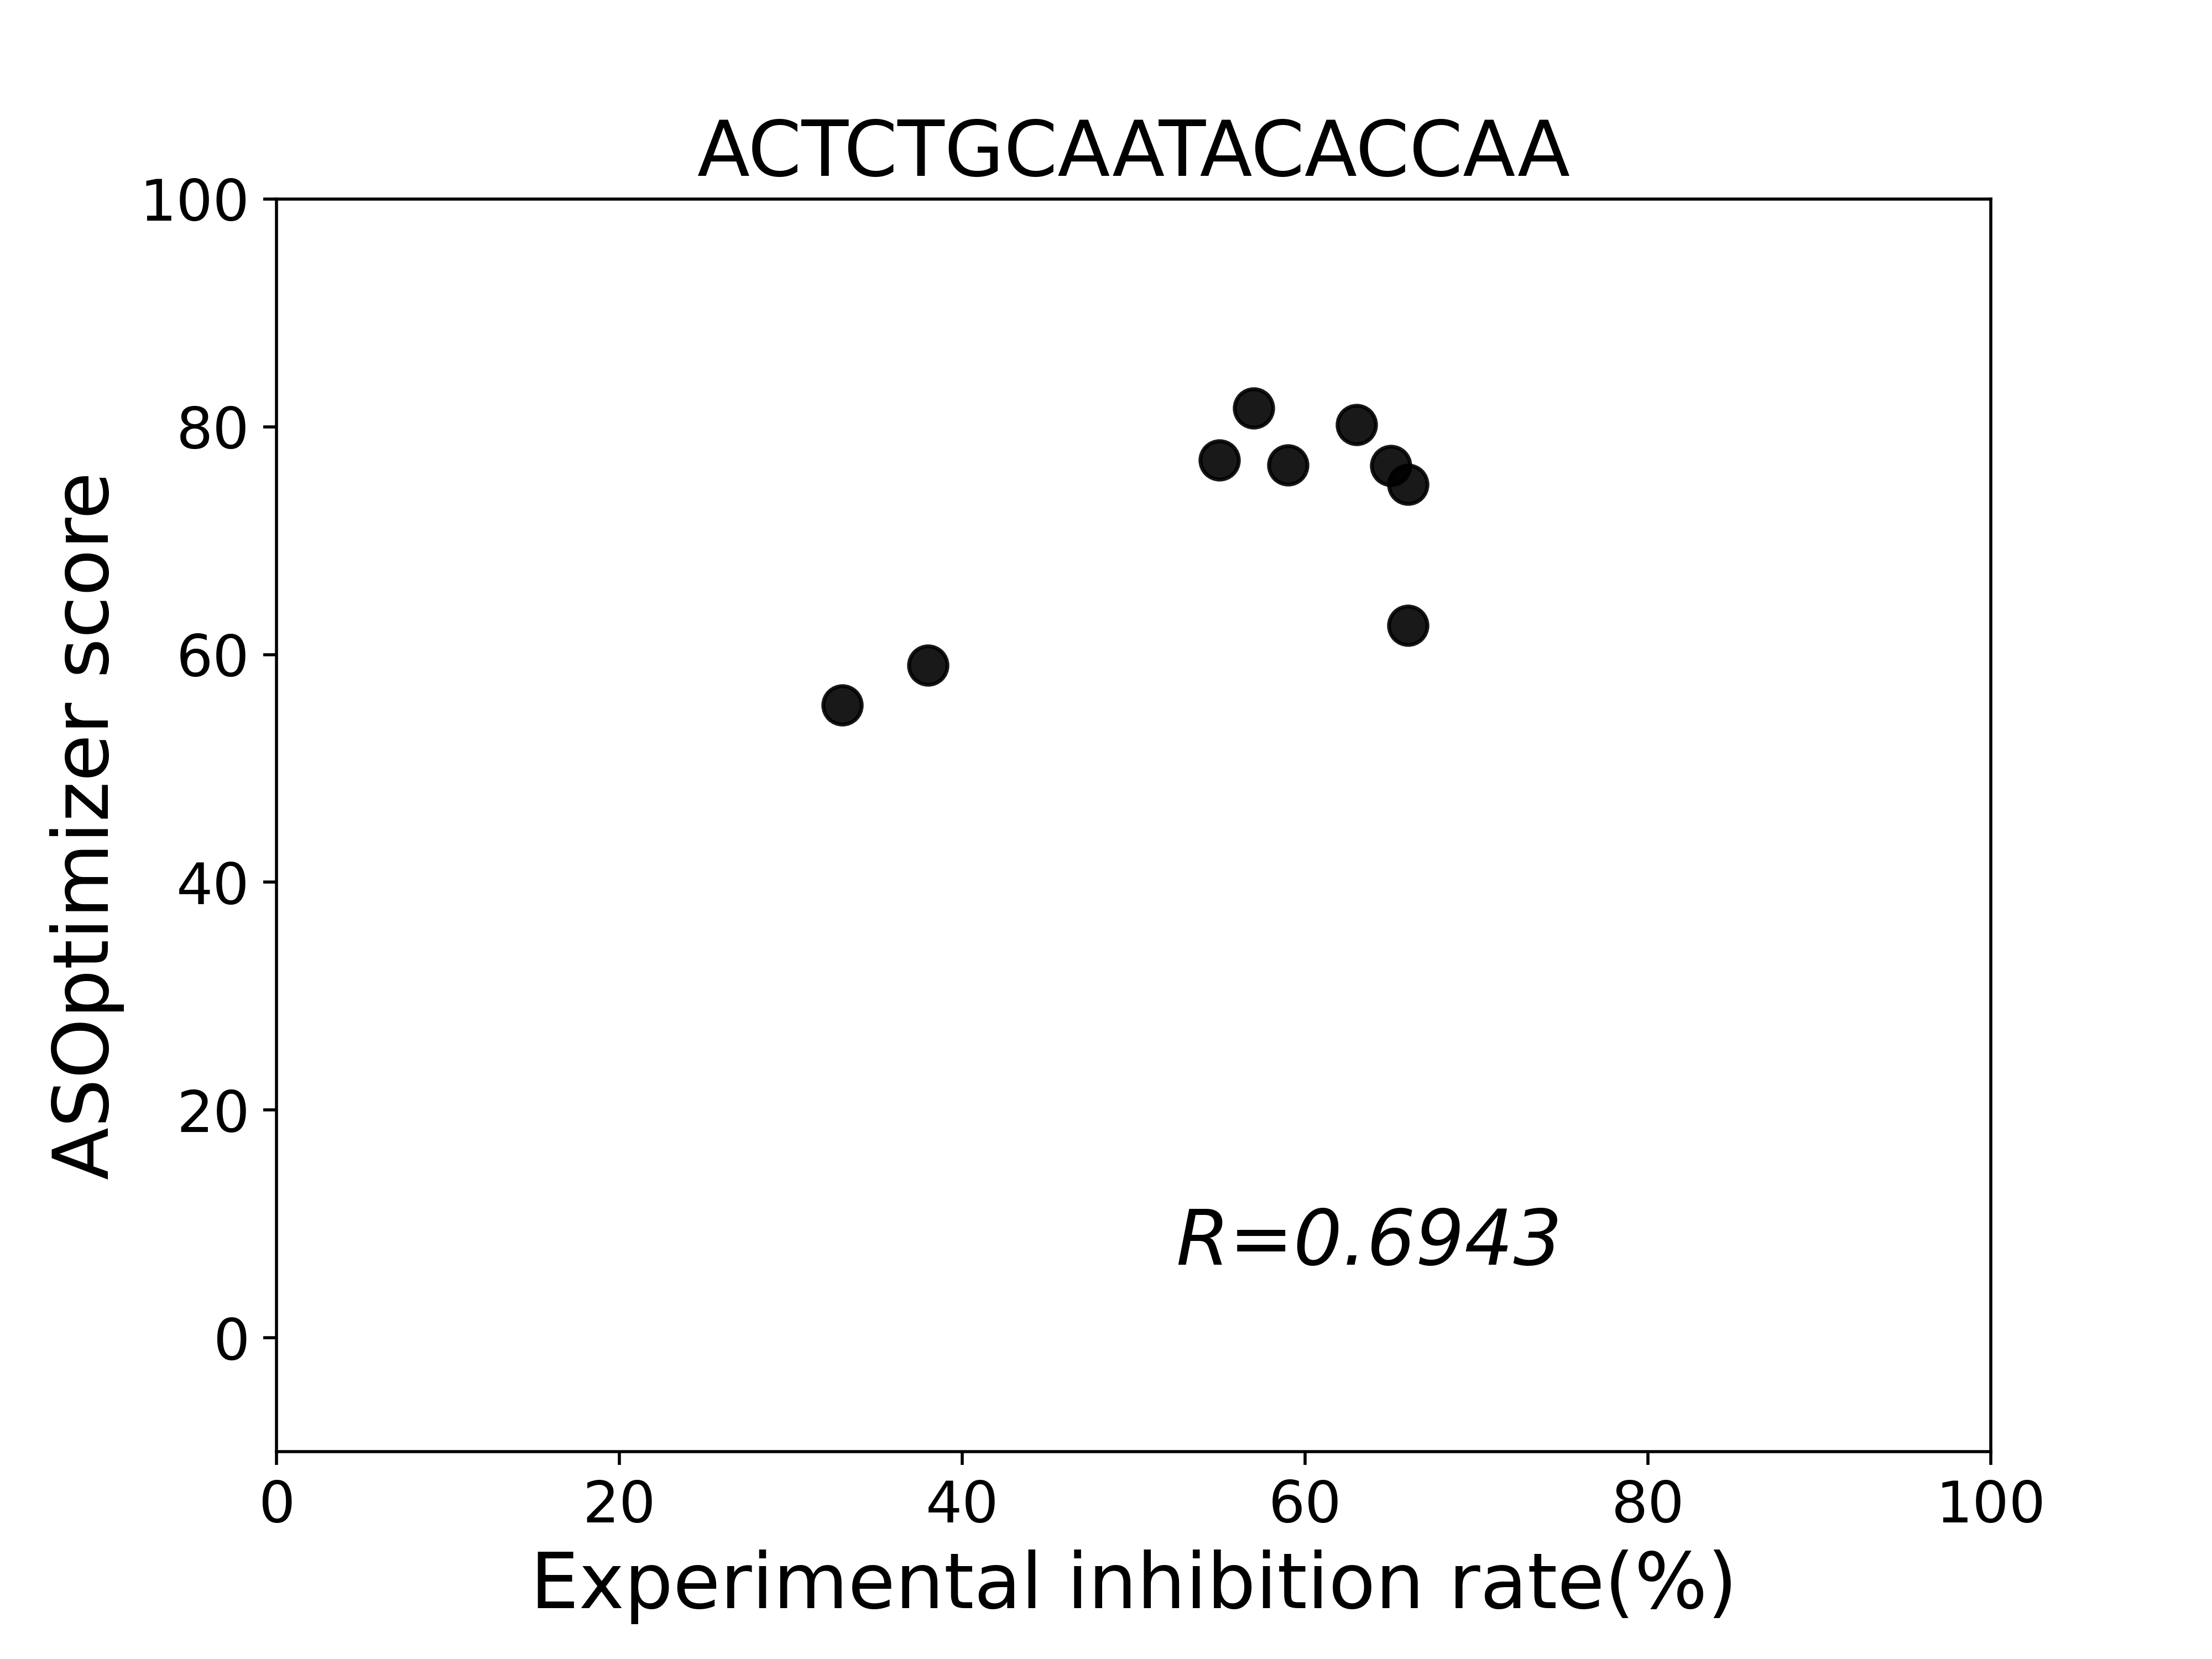 ACTCTGCAATACACCAA
100
80
60
40
20
0
ASOptimizer score
R=0.6943
0 20 40 60 80 100
Experimental inhibition rate(%)